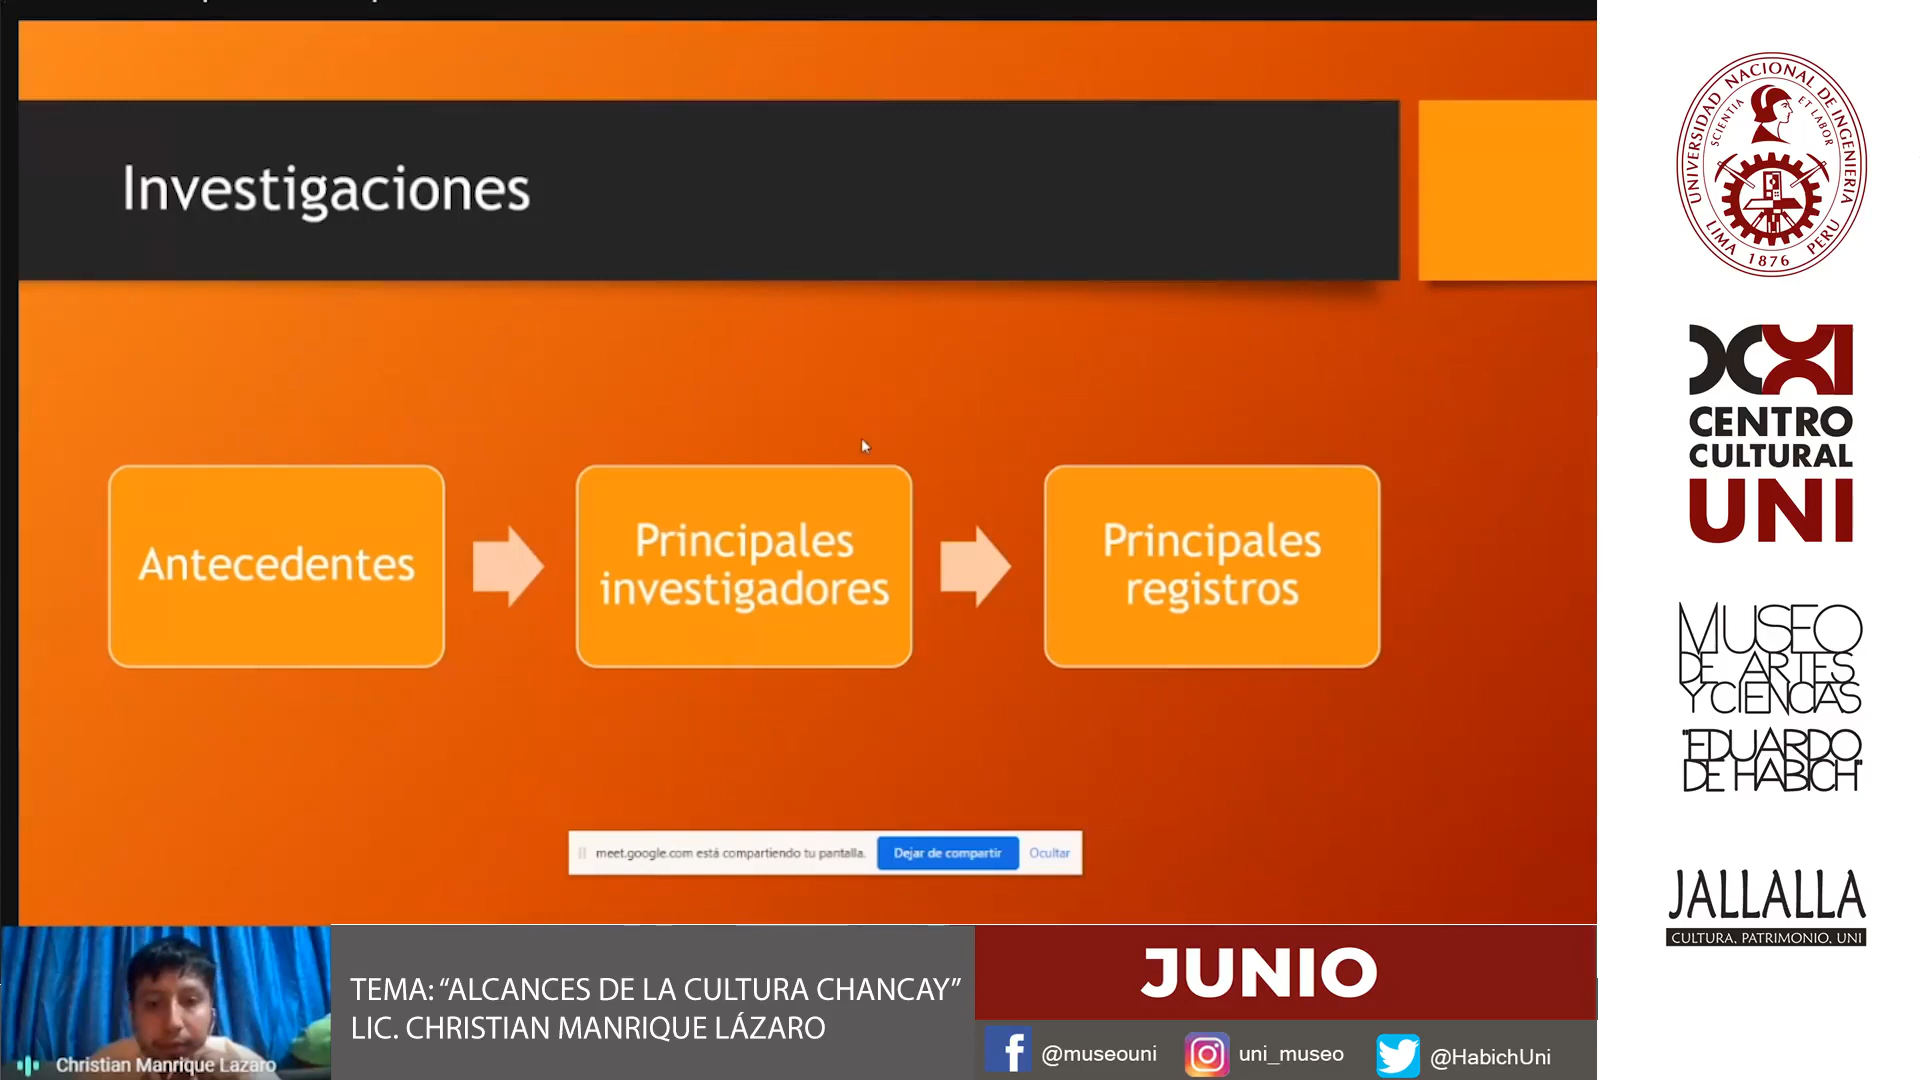 Investigaciones
Antecedentes
Principales
investigadores
Principales
registros
meet.google.com está compartiendo tu pantalla.
Dejar de compartir
Ocultar
Christian Manrique Lazaro
TEMA: “ALCANCES DE LA CULTURA CHANCAY”
LIC. CHRISTIAN MANRIQUE LÁZARO
JUNIO
@museouni
uni_museo
@HabichUni
UNIVERSIDAD NACIONAL DE INGENIERIA
SCIENTIA ET LABOR
LIMA 1876 PERU
XXI
CENTRO
CULTURAL
UNI
MUSEO
DE ARTES
Y CIENCIAS
"EDUARDO
DE HABICH"
JALLALLA
CULTURA, PATRIMONIO, UNI